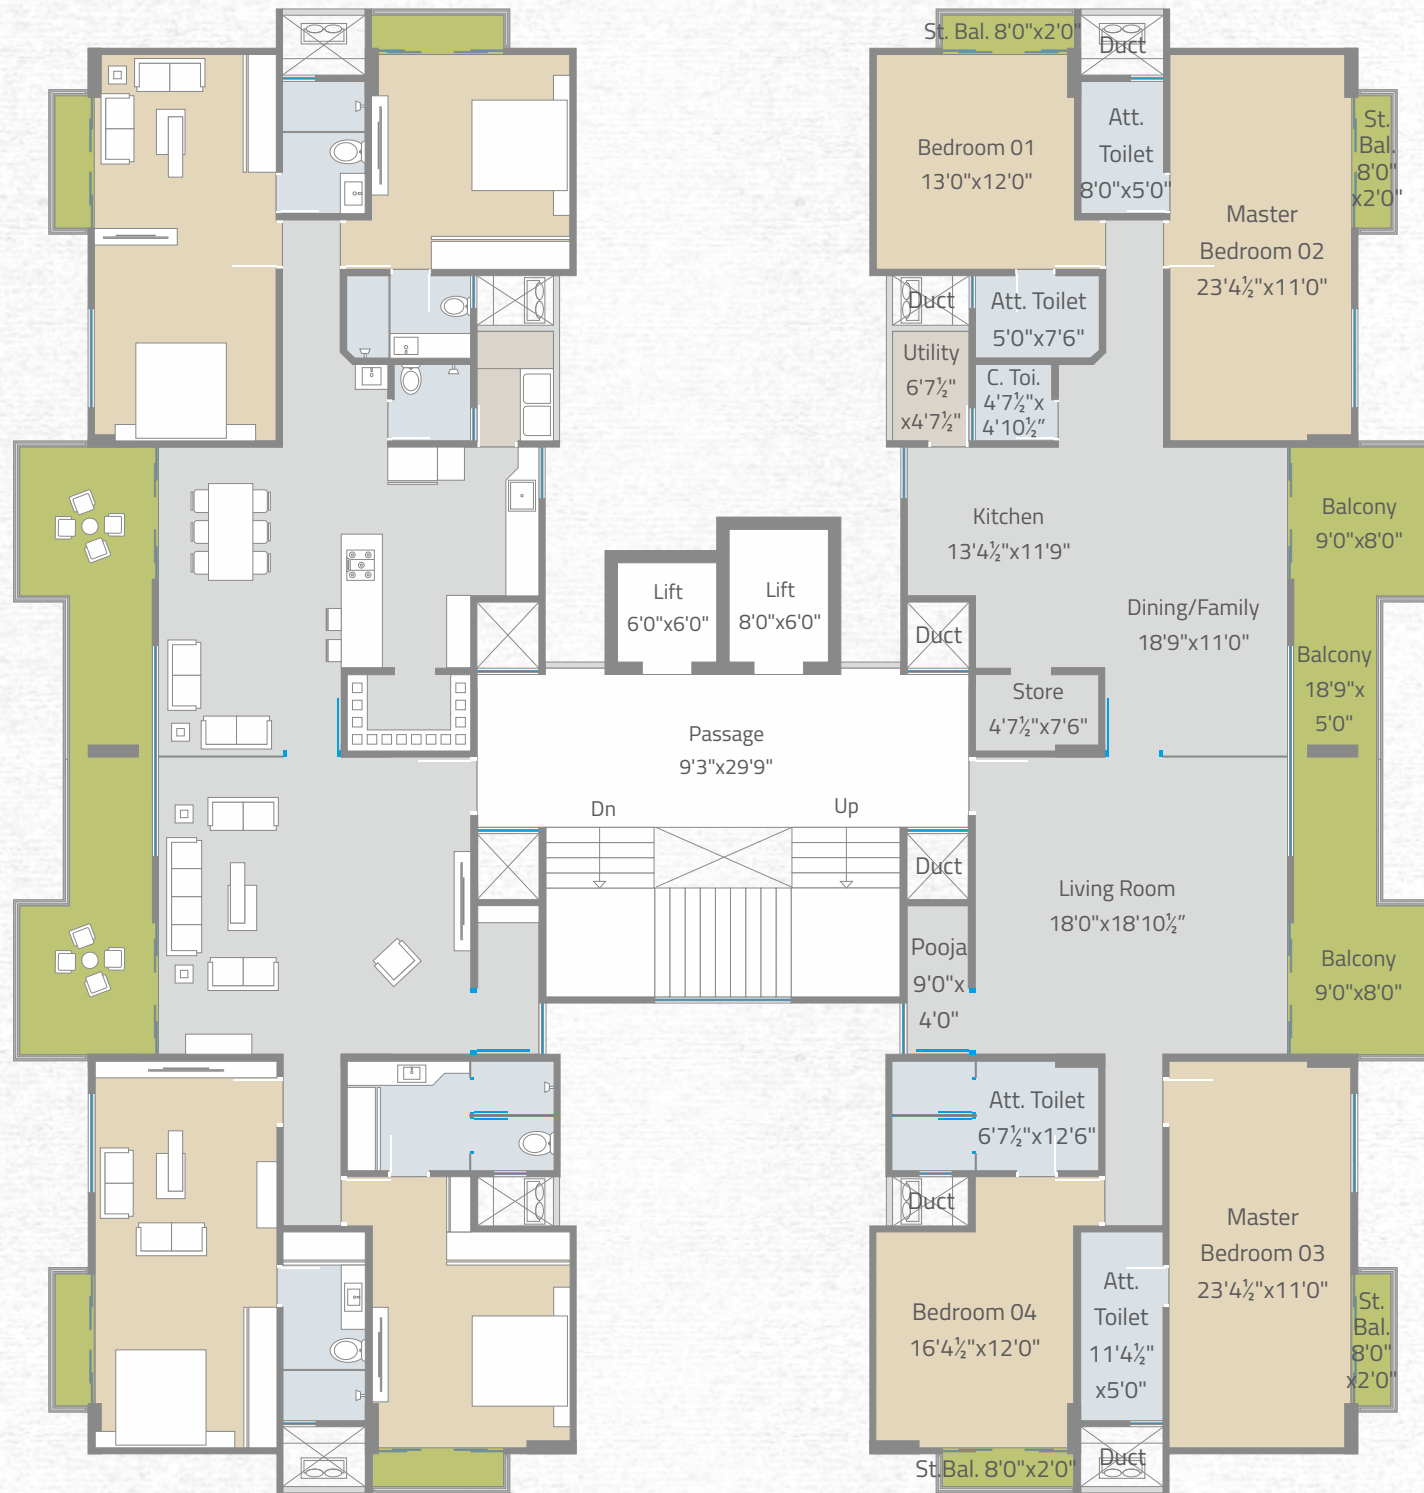 St. Bal. 8'0"x2'0"
Duct
Bedroom 01
13'0"x12'0"
Att.
Toilet
8'0"x5'0"
Master
Bedroom 02
23'4½"x11'0"
St.
Bal.
8'0"
x2'0"
Duct
Att. Toilet
5'0"x7'6"
Utility
6'7½"
x4'7½"
C. Toi.
4'7½"x
4'10½”
Kitchen
13'4½"x11'9"
Balcony
9'0"x8'0"
Lift
6'0"x6'0"
Lift
8'0"x6'0"
Duct
Dining/Family
18'9"x11'0"
Balcony
18'9"x
5'0"
Store
4'7½"x7'6"
Passage
9'3"x29'9"
Dn
Up
Duct
Living Room
18'0"x18'10½”
Pooja
9'0"x
4'0"
Balcony
9'0"x8'0"
Att. Toilet
6'7½"x12'6"
Duct
Master
Bedroom 03
23'4½"x11'0"
Bedroom 04
16'4½"x12'0"
Att.
Toilet
11'4½"
x5'0"
St.
Bal.
8'0"
x2'0"
St.Bal. 8'0"x2'0"
Duct